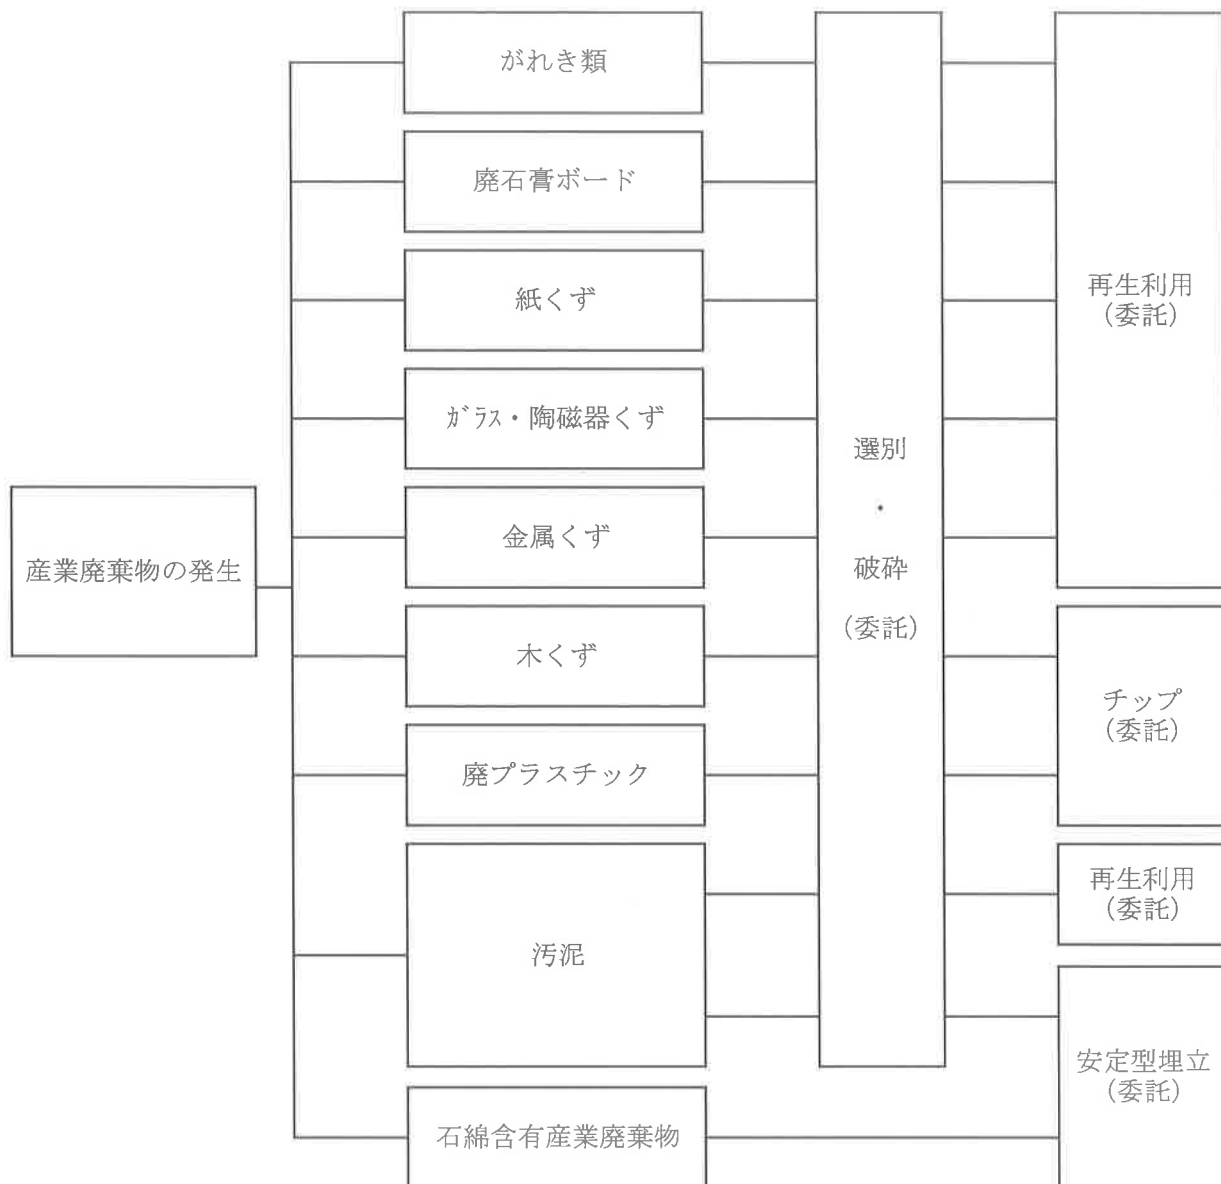 産業廃棄物の発生
がれき類
廃石膏ボード
紙くず
ｶﾞﾗｽ・陶磁器くず
金属くず
木くず
廃プラスチック
汚泥
石綿含有産業廃棄物
選別
・
破砕
（委託）
再生利用
（委託）
チップ
（委託）
再生利用
（委託）
安定型埋立
（委託）